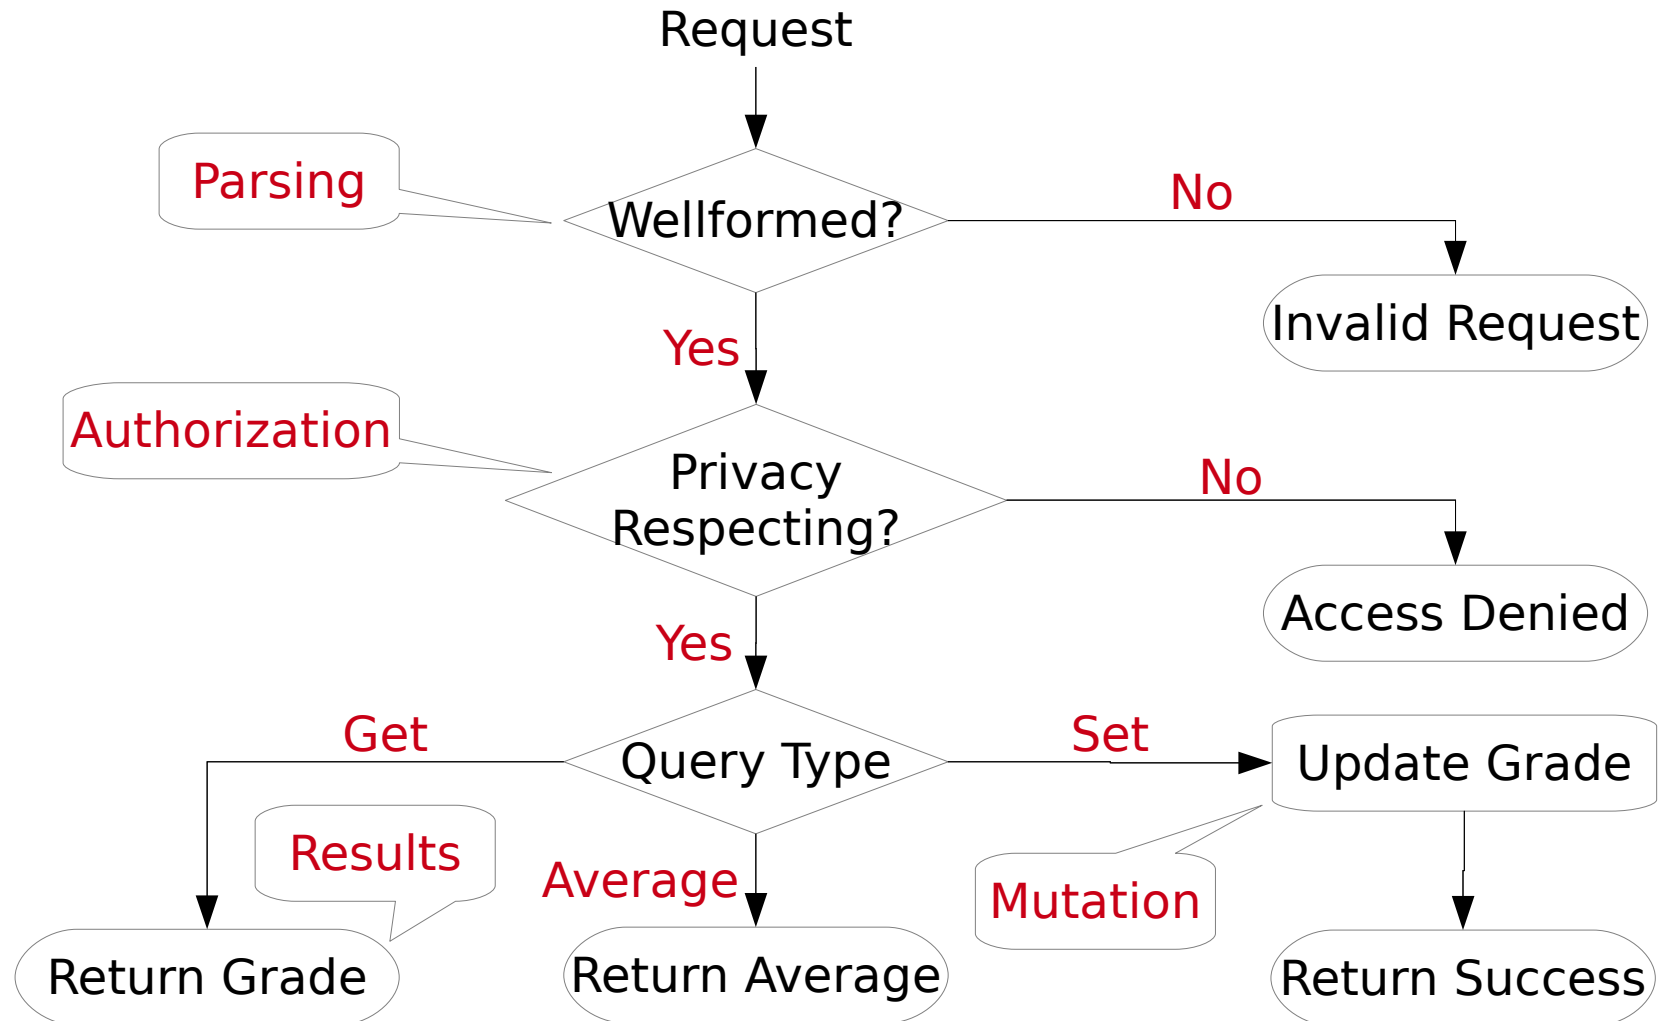 Request
Parsing
Wellformed?
No
Invalid Request
Yes
Authorization
Privacy
Respecting?
No
Access Denied
Yes
Get
Query Type
Set
Update Grade
Results
Average
Mutation
Return Grade
Return Average
Return Success